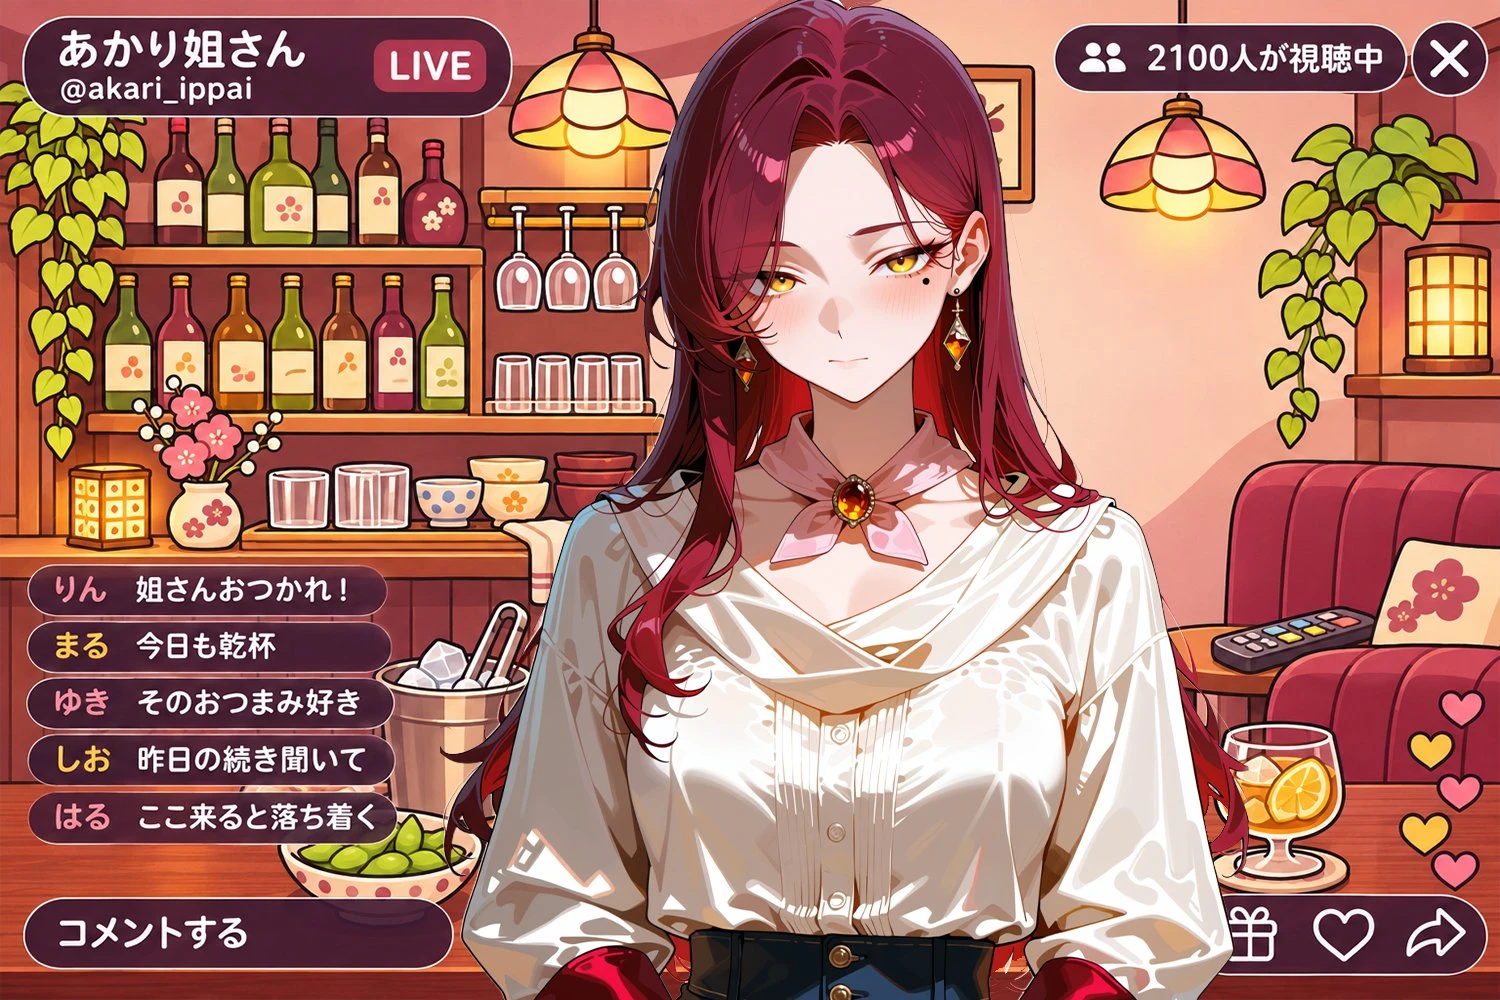 あかり姐さん
@akari_ippai
LIVE
2100人が視聴中
りん 姐さんおつかれ！
まる 今日も乾杯
ゆき そのおつまみ好き
しお 昨日の続き聞いて
はる ここ来ると落ち着く
コメントする